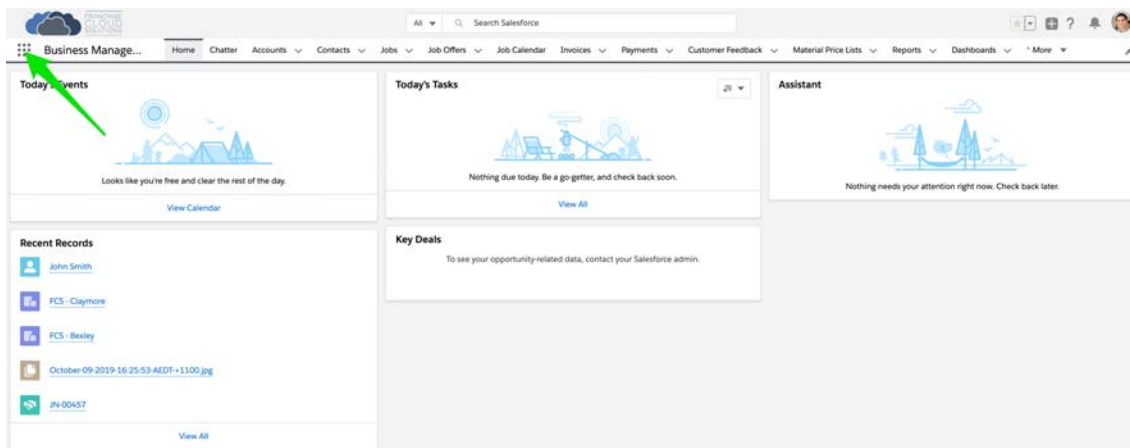 FRANCHISE
CLOUD
SOLUTIONS
All Search Salesforce
Business Manage... Home Chatter Accounts Contacts Jobs Job Offers Job Calendar Invoices Payments Customer Feedback Material Price Lists Reports Dashboards * More
Today's Events
Looks like you're free and clear the rest of the day.
View Calendar
Today's Tasks
Nothing due today. Be a go-getter, and check back soon.
View All
Assistant
Nothing needs your attention right now. Check back later.
Recent Records
John Smith
FCS - Claymore
FCS - Bexley
October-09-2019-16:25:53-AEDT-+1100.jpg
JN-00457
View All
Key Deals
To see your opportunity-related data, contact your Salesforce admin.